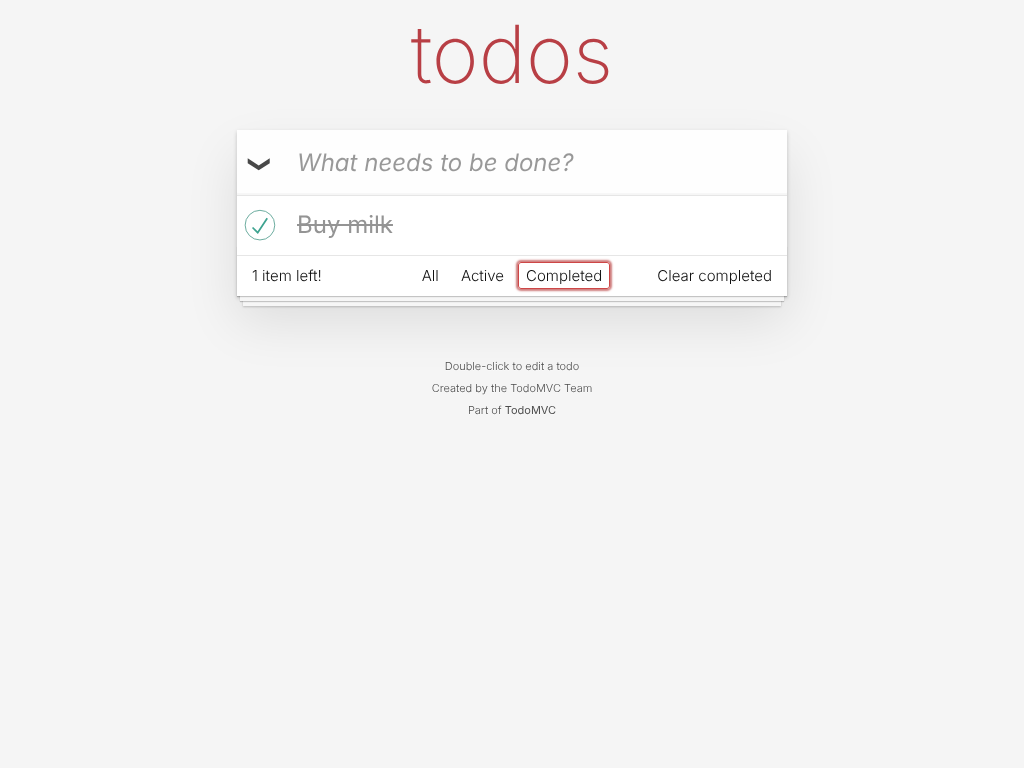 todos
What needs to be done?
Buy milk
1 item left! All Active Completed Clear completed
Double-click to edit a todo
Created by the TodoMVC Team
Part of TodoMVC